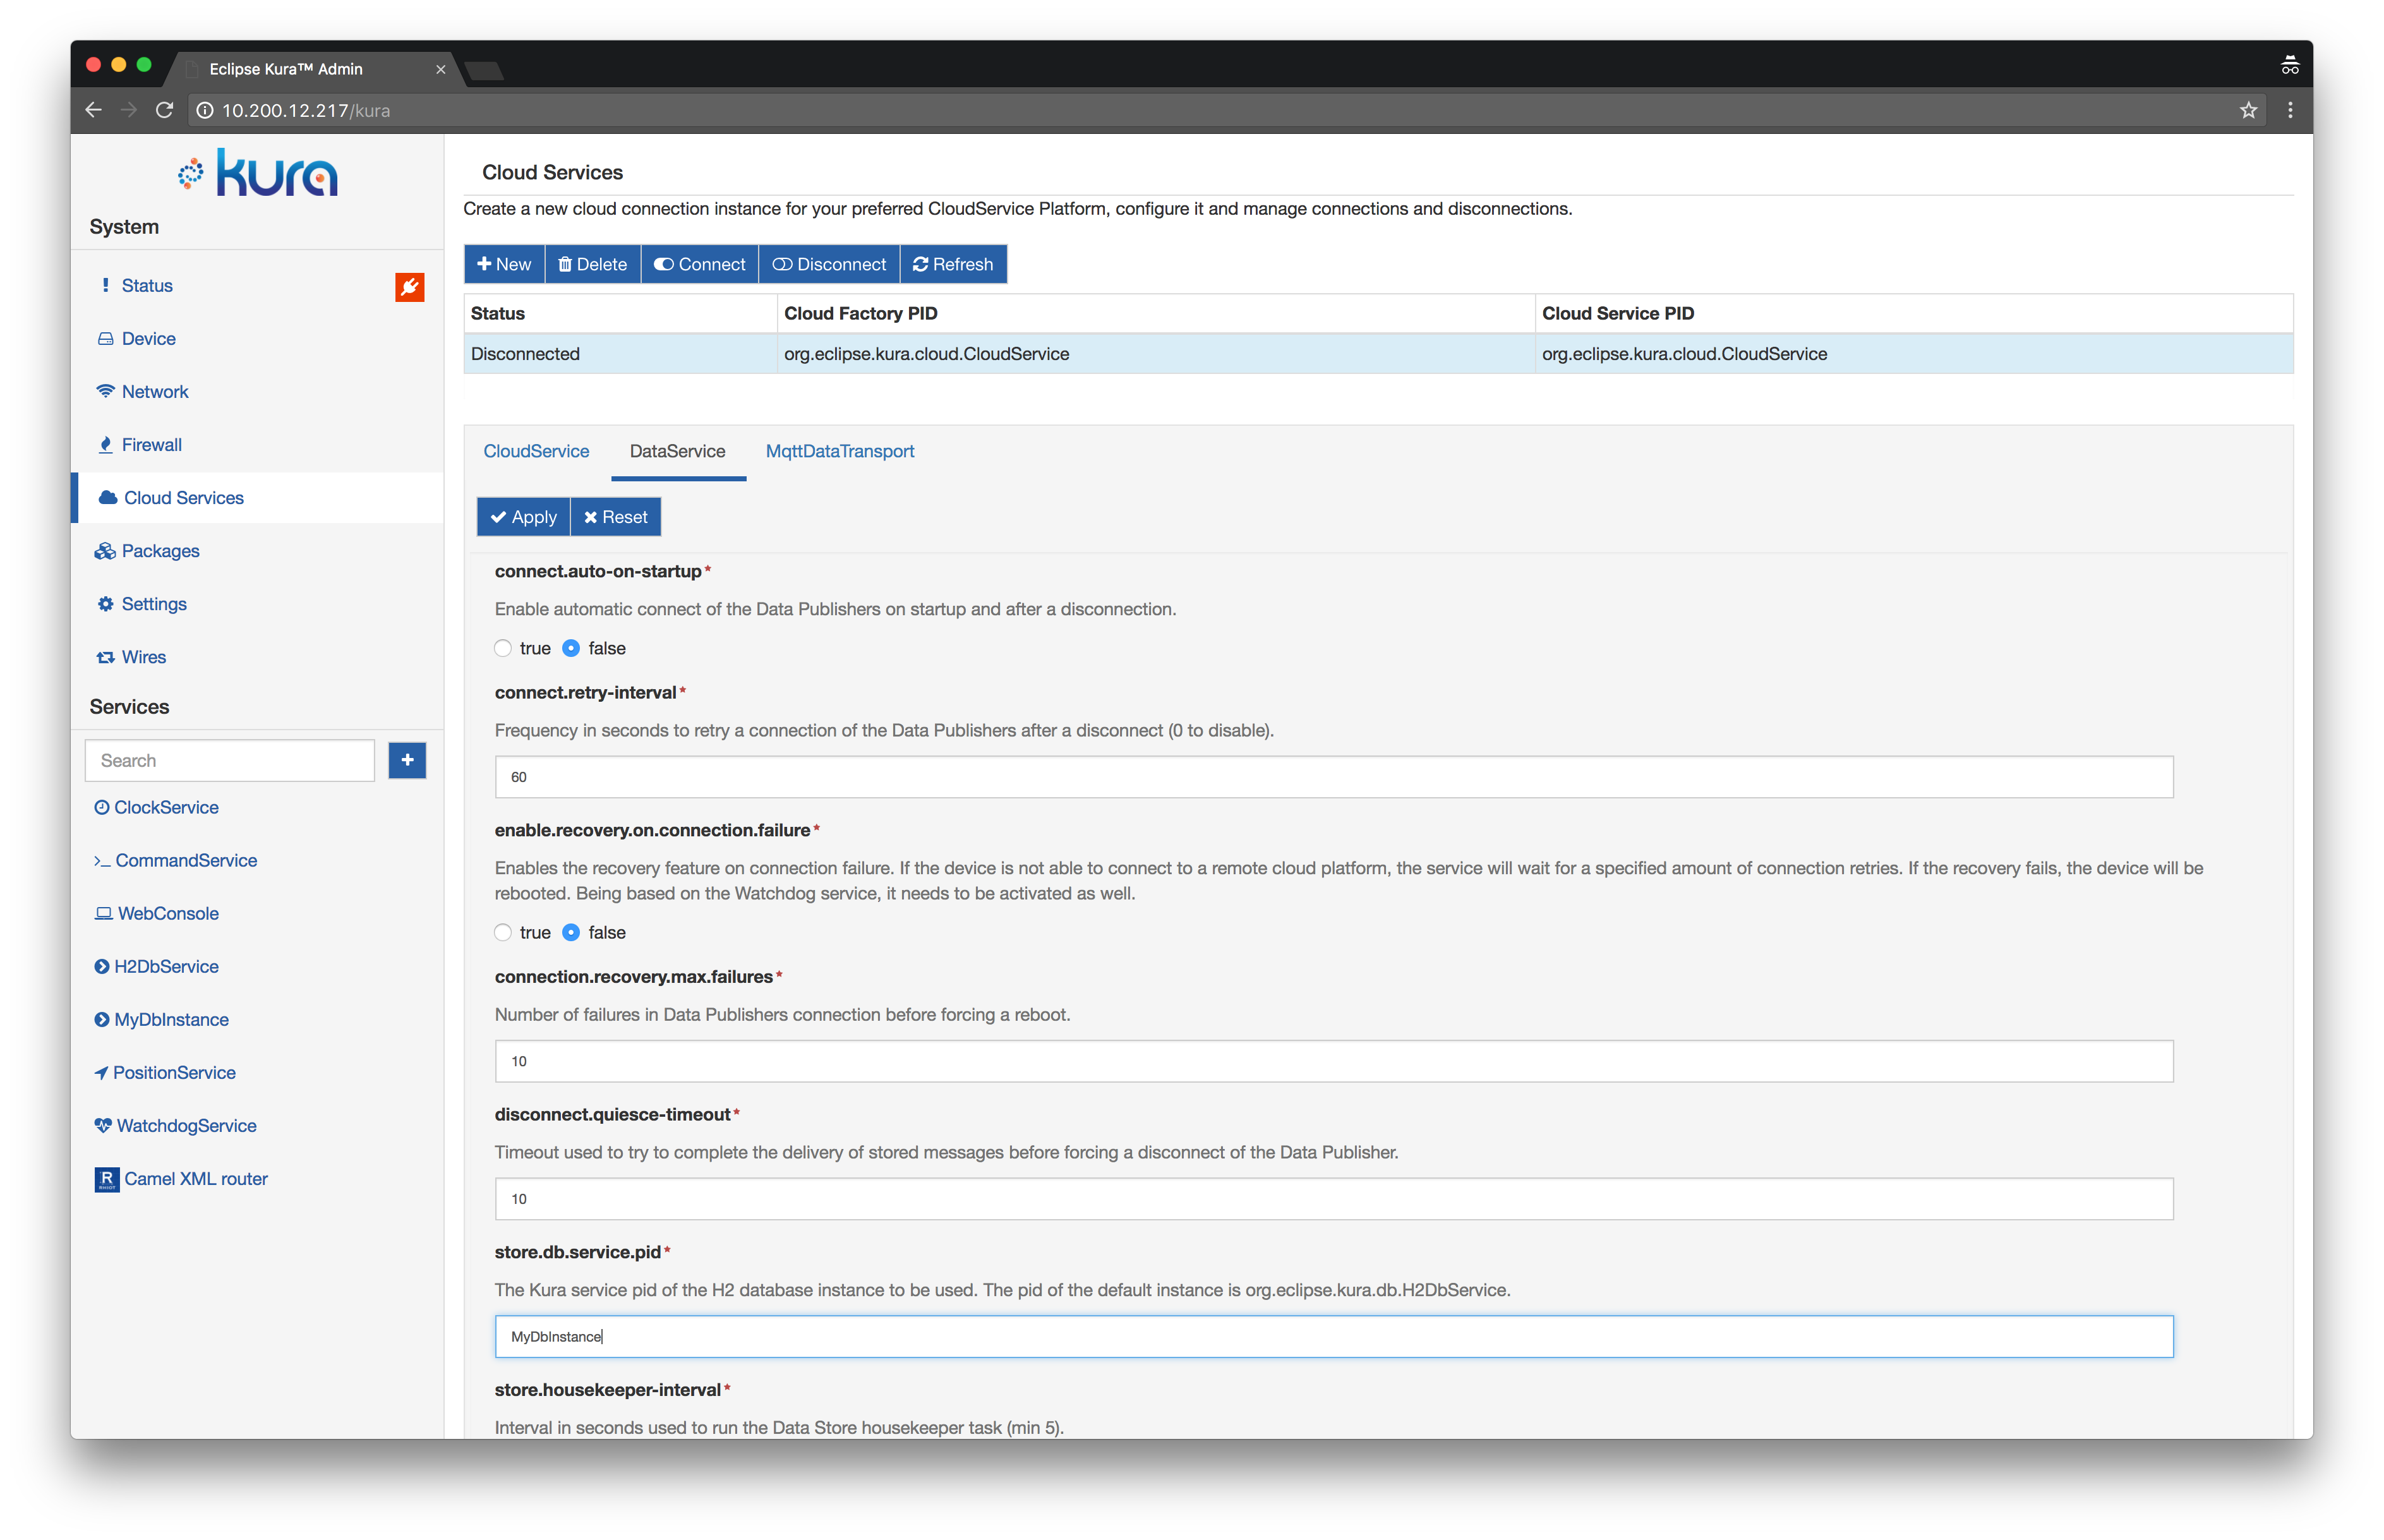 Eclipse Kura™ Admin
10.200.12.217/kura
kura
System
Status
Device
Network
Firewall
Cloud Services
Packages
Settings
Wires
Services
Search
ClockService
CommandService
WebConsole
H2DbService
MyDbInstance
PositionService
WatchdogService
R Camel XML router
Cloud Services
Create a new cloud connection instance for your preferred CloudService Platform, configure it and manage connections and disconnections.
New Delete Connect Disconnect Refresh
Status Cloud Factory PID Cloud Service PID
Disconnected org.eclipse.kura.cloud.CloudService org.eclipse.kura.cloud.CloudService
CloudService DataService MqttDataTransport
Apply Reset
connect.auto-on-startup*
Enable automatic connect of the Data Publishers on startup and after a disconnection.
true false
connect.retry-interval*
Frequency in seconds to retry a connection of the Data Publishers after a disconnect (0 to disable).
60
enable.recovery.on.connection.failure*
Enables the recovery feature on connection failure. If the device is not able to connect to a remote cloud platform, the service will wait for a specified amount of connection retries. If the recovery fails, the device will be
rebooted. Being based on the Watchdog service, it needs to be activated as well.
true false
connection.recovery.max.failures*
Number of failures in Data Publishers connection before forcing a reboot.
10
disconnect.quiesce-timeout*
Timeout used to try to complete the delivery of stored messages before forcing a disconnect of the Data Publisher.
10
store.db.service.pid*
The Kura service pid of the H2 database instance to be used. The pid of the default instance is org.eclipse.kura.db.H2DbService.
MyDbInstance
store.housekeeper-interval*
Interval in seconds used to run the Data Store housekeeper task (min 5).